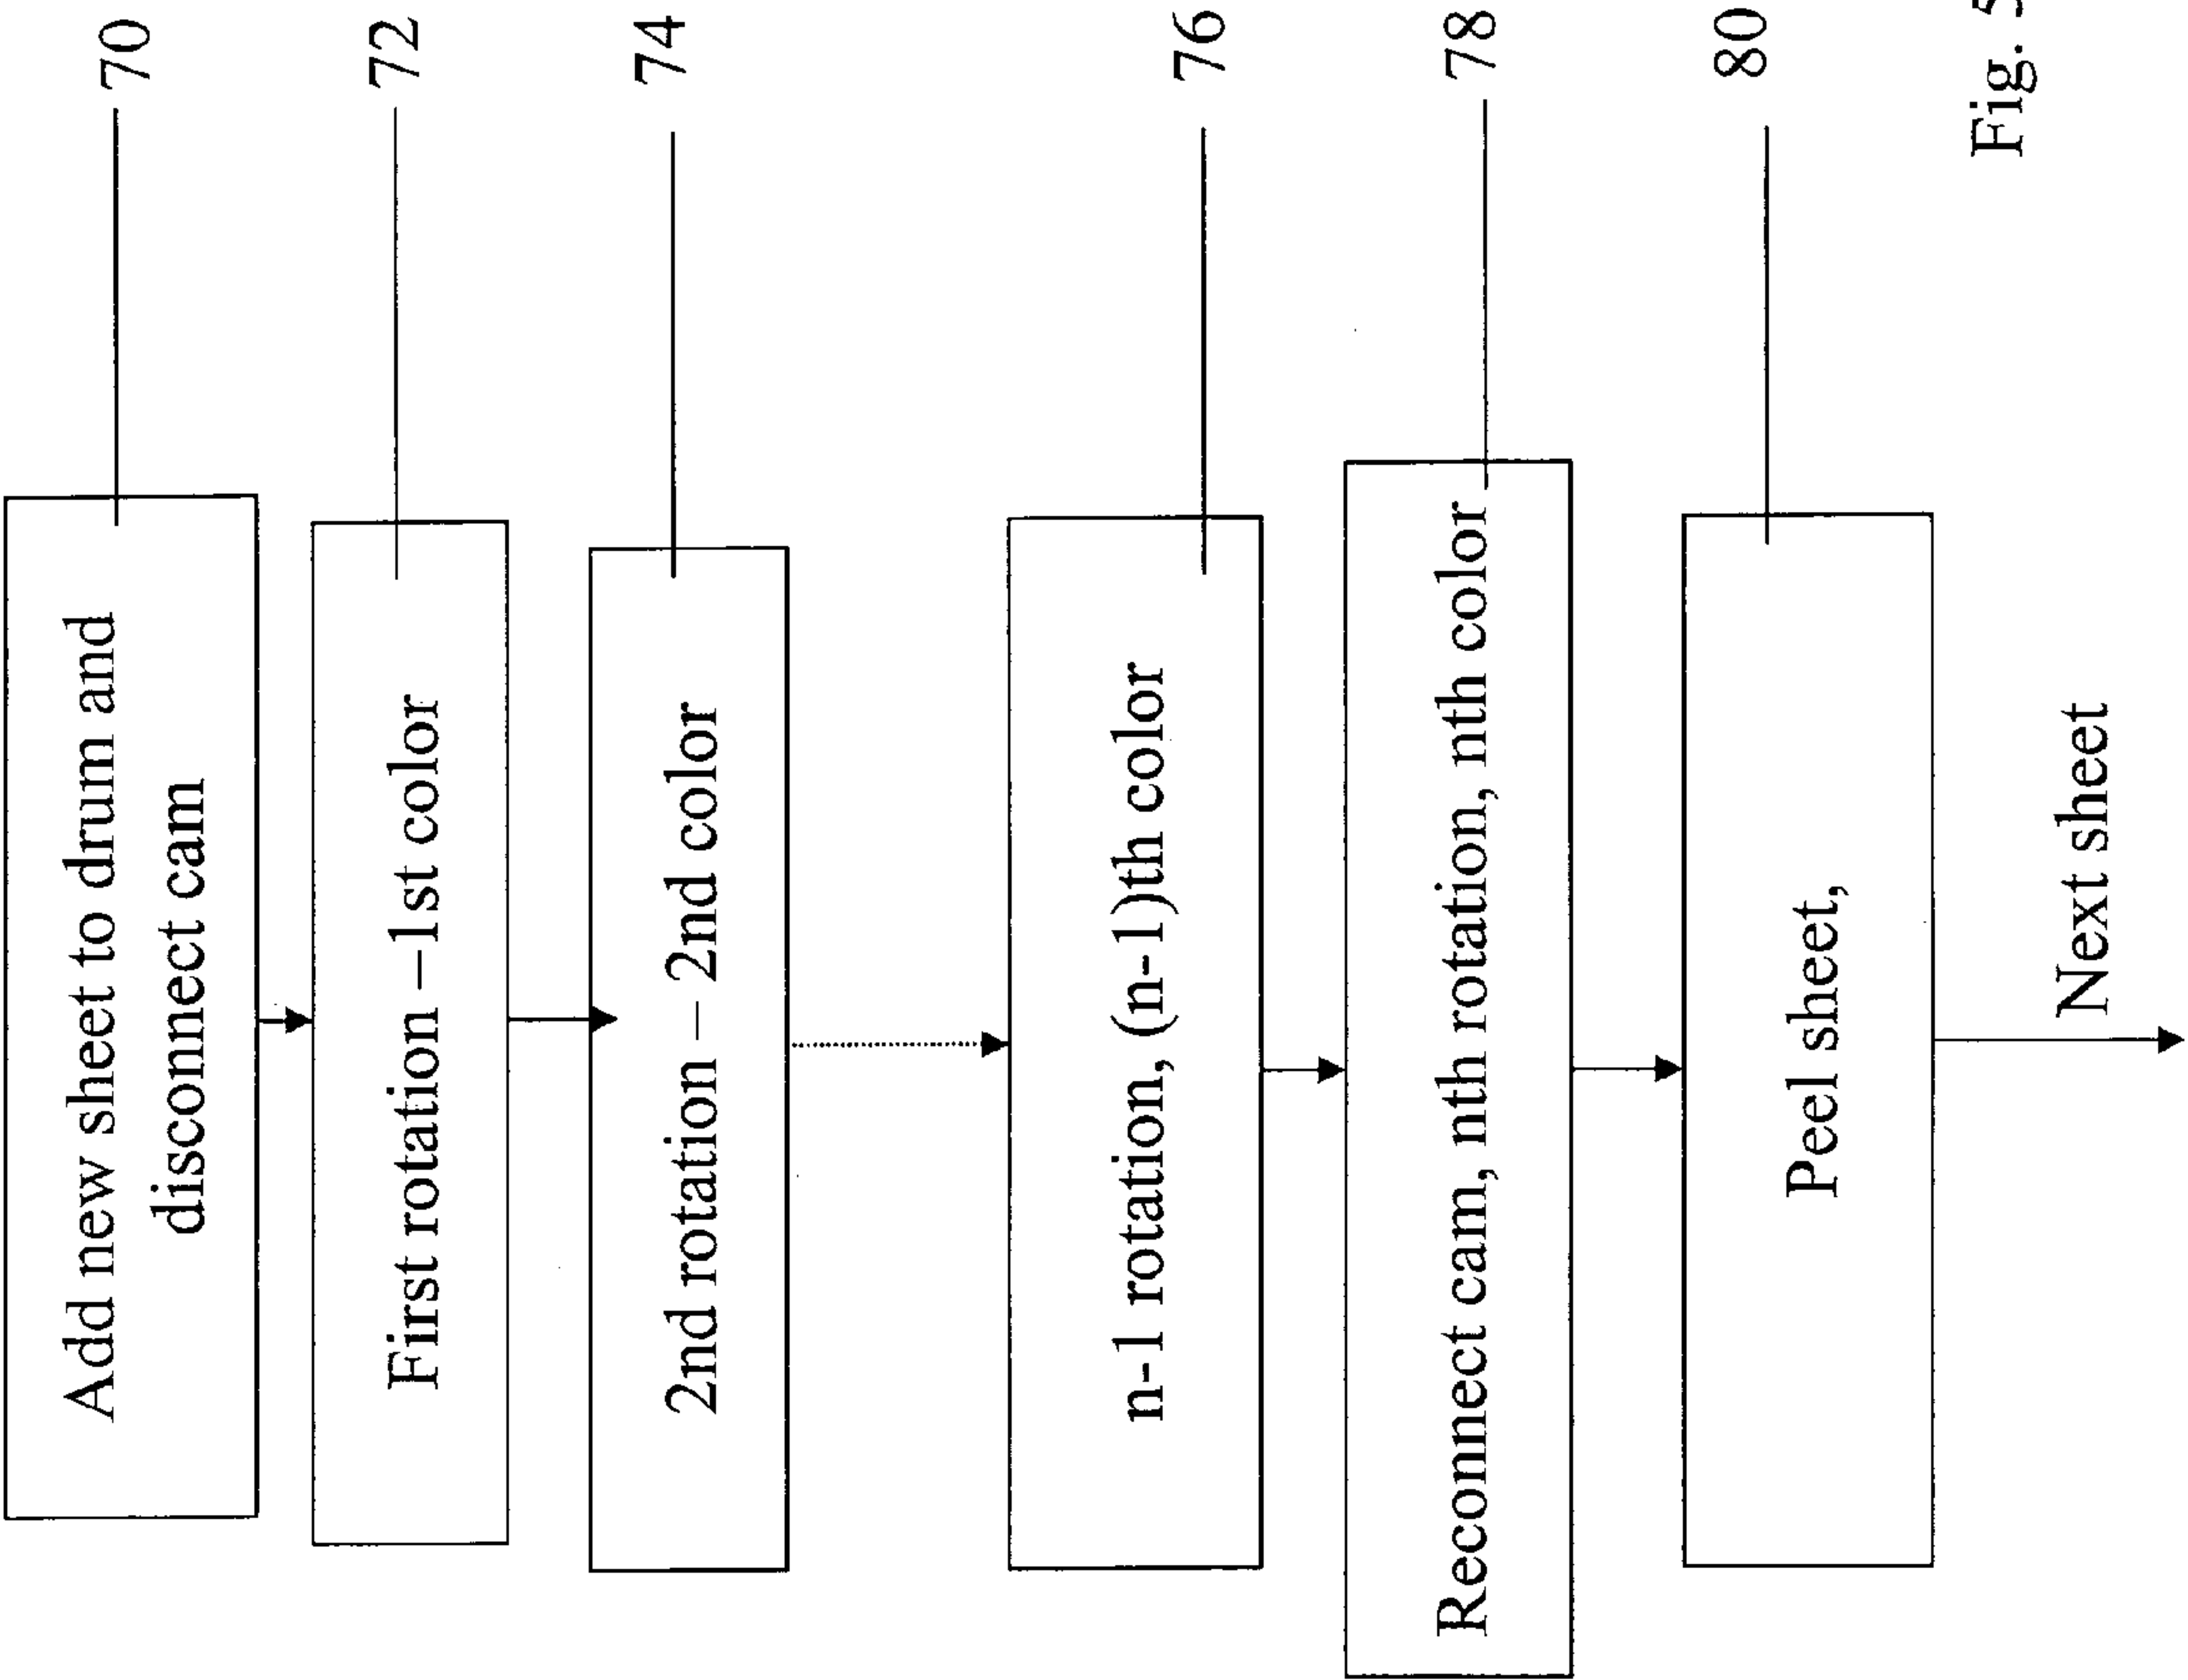 Add new sheet to drum and
disconnect cam
70
First rotation –1st color
72
2nd rotation – 2nd color
74
n-1 rotation, (n-1)th color
76
Reconnect cam, nth rotation, nth color
78
Peel sheet,
80
Next sheet
Fig. 5